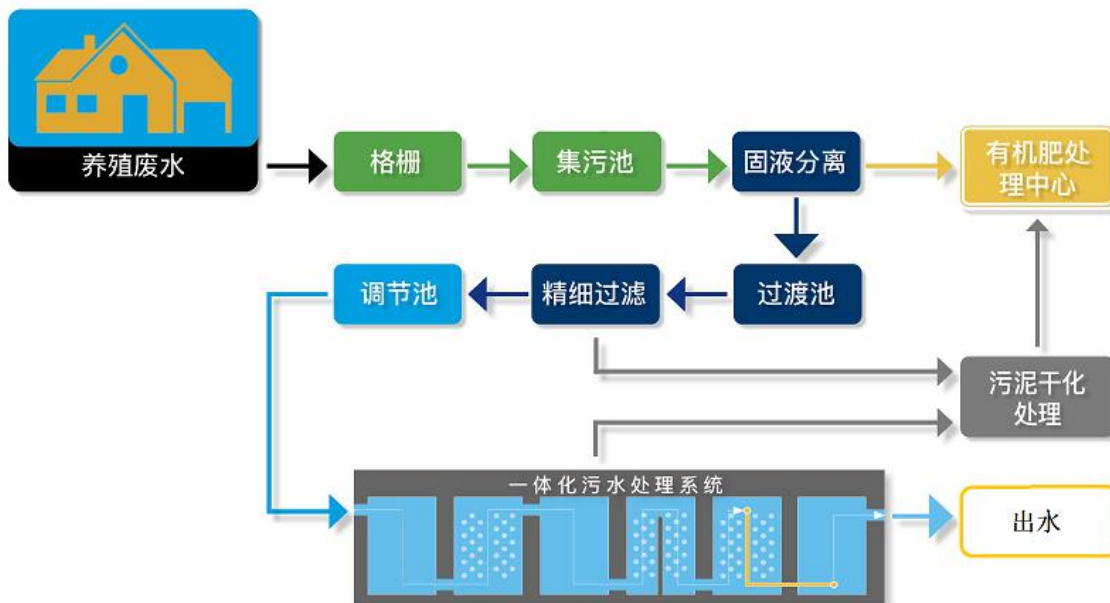 养殖废水
格栅
集污池
固液分离
有机肥处
理中心
调节池
精细过滤
过渡池
污泥干化
处理
一体化污水处理系统
出水